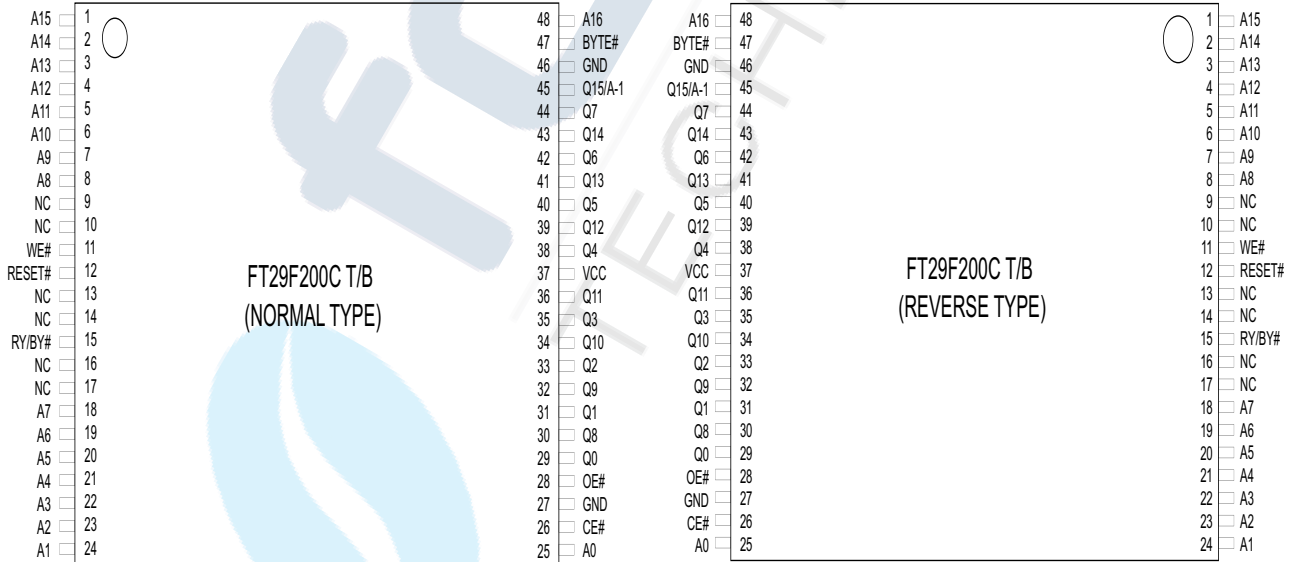 A15 1 48 A16 A16 48 1 A15
A14 2 47 BYTE# BYTE# 47 2 A14
A13 3 46 GND GND 46 3 A13
A12 4 45 Q15/A-1 Q15/A-1 45 4 A12
A11 5 44 Q7 Q7 44 5 A11
A10 6 43 Q14 Q14 43 6 A10
A9 7 42 Q6 Q6 42 7 A9
A8 8 41 Q13 Q13 41 8 A8
NC 9 40 Q5 Q5 40 9 NC
NC 10 39 Q12 Q12 39 10 NC
WE# 11 38 Q4 Q4 38 11 WE#
RESET# 12 FT29F200C T/B 37 VCC VCC 37 FT29F200C T/B 12 RESET#
NC 13 36 Q11 Q11 36 13 NC
NC 14 (NORMAL TYPE) 35 Q3 Q3 35 (REVERSE TYPE) 14 NC
RY/BY# 15 34 Q10 Q10 34 15 RY/BY#
NC 16 33 Q2 Q2 33 16 NC
NC 17 32 Q9 Q9 32 17 NC
A7 18 31 Q1 Q1 31 18 A7
A6 19 30 Q8 Q8 30 19 A6
A5 20 29 Q0 Q0 29 20 A5
A4 21 28 OE# OE# 28 21 A4
A3 22 27 GND GND 27 22 A3
A2 23 26 CE# CE# 26 23 A2
A1 24 25 A0 A0 25 24 A1